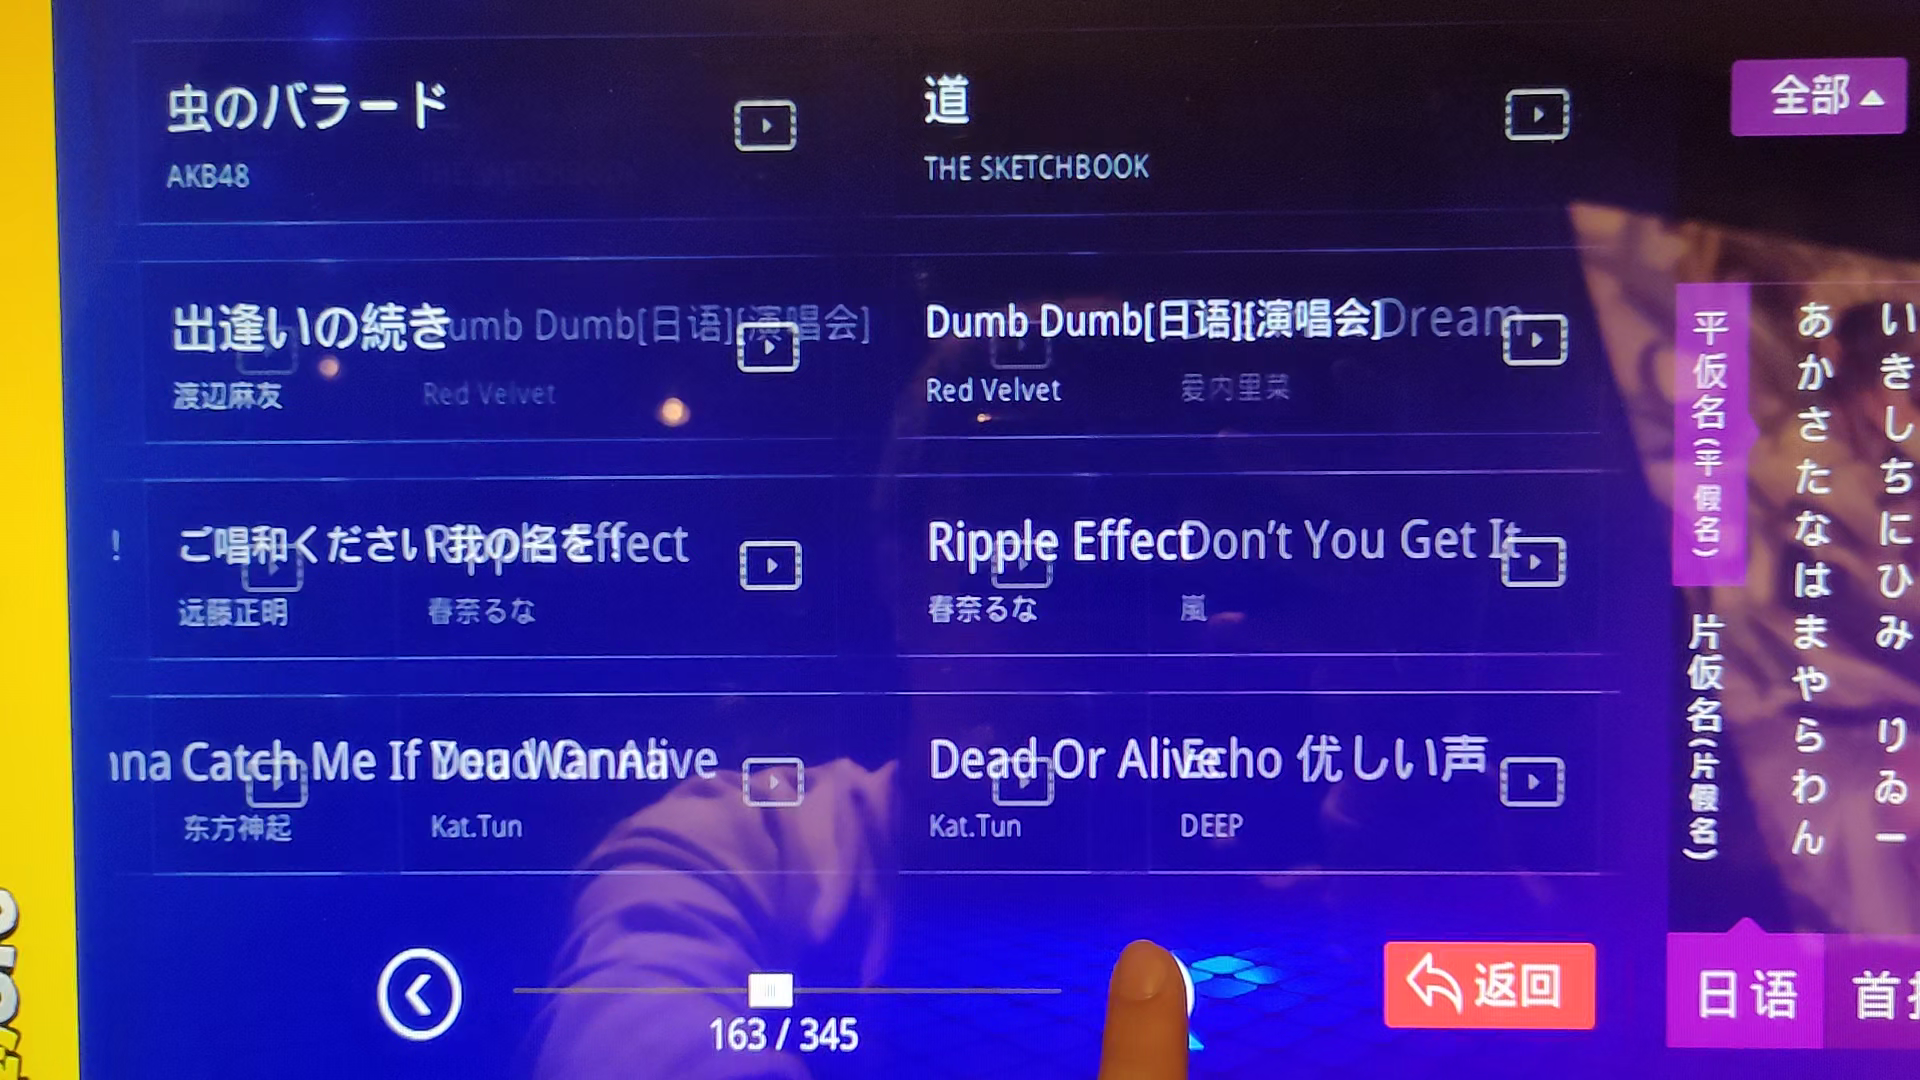 虫のバラード
AKB48
道
THE SKETCHBOOK
全部
出逢いの続き
渡辺麻友
Dumb Dumb[日语][演唱会]
Red Velvet
Dumb Dumb[日语][演唱会]
Red Velvet
Dream
爱内里菜
!
ご唱和ください 我の名を!
远藤正明
Ripple Effect
春奈るな
Ripple Effect
春奈るな
Don't You Get It
嵐
nna
Catch Me If You Wanna
东方神起
Dead Or Alive
Kat.Tun
Dead Or Alive
Kat.Tun
Echo 优しい声
DEEP
平仮名(平假名)
片仮名(片假名)
あかさたなはまやらわん
いきしちにひみ りゐー
163 / 345
返回
日语
首